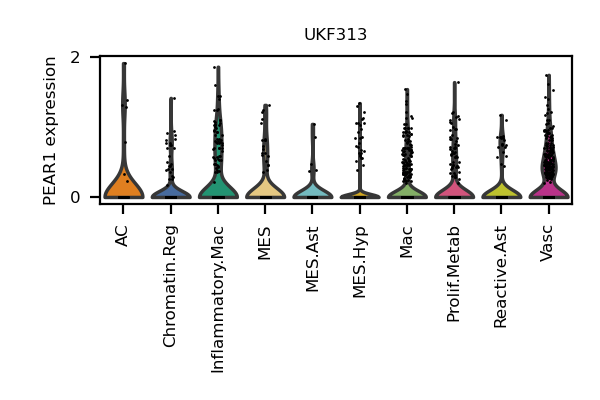 UKF313
PEAR1 expression
2
0
AC
Chromatin.Reg
Inflammatory.Mac
MES
MES.Ast
MES.Hyp
Mac
Prolif.Metab
Reactive.Ast
Vasc